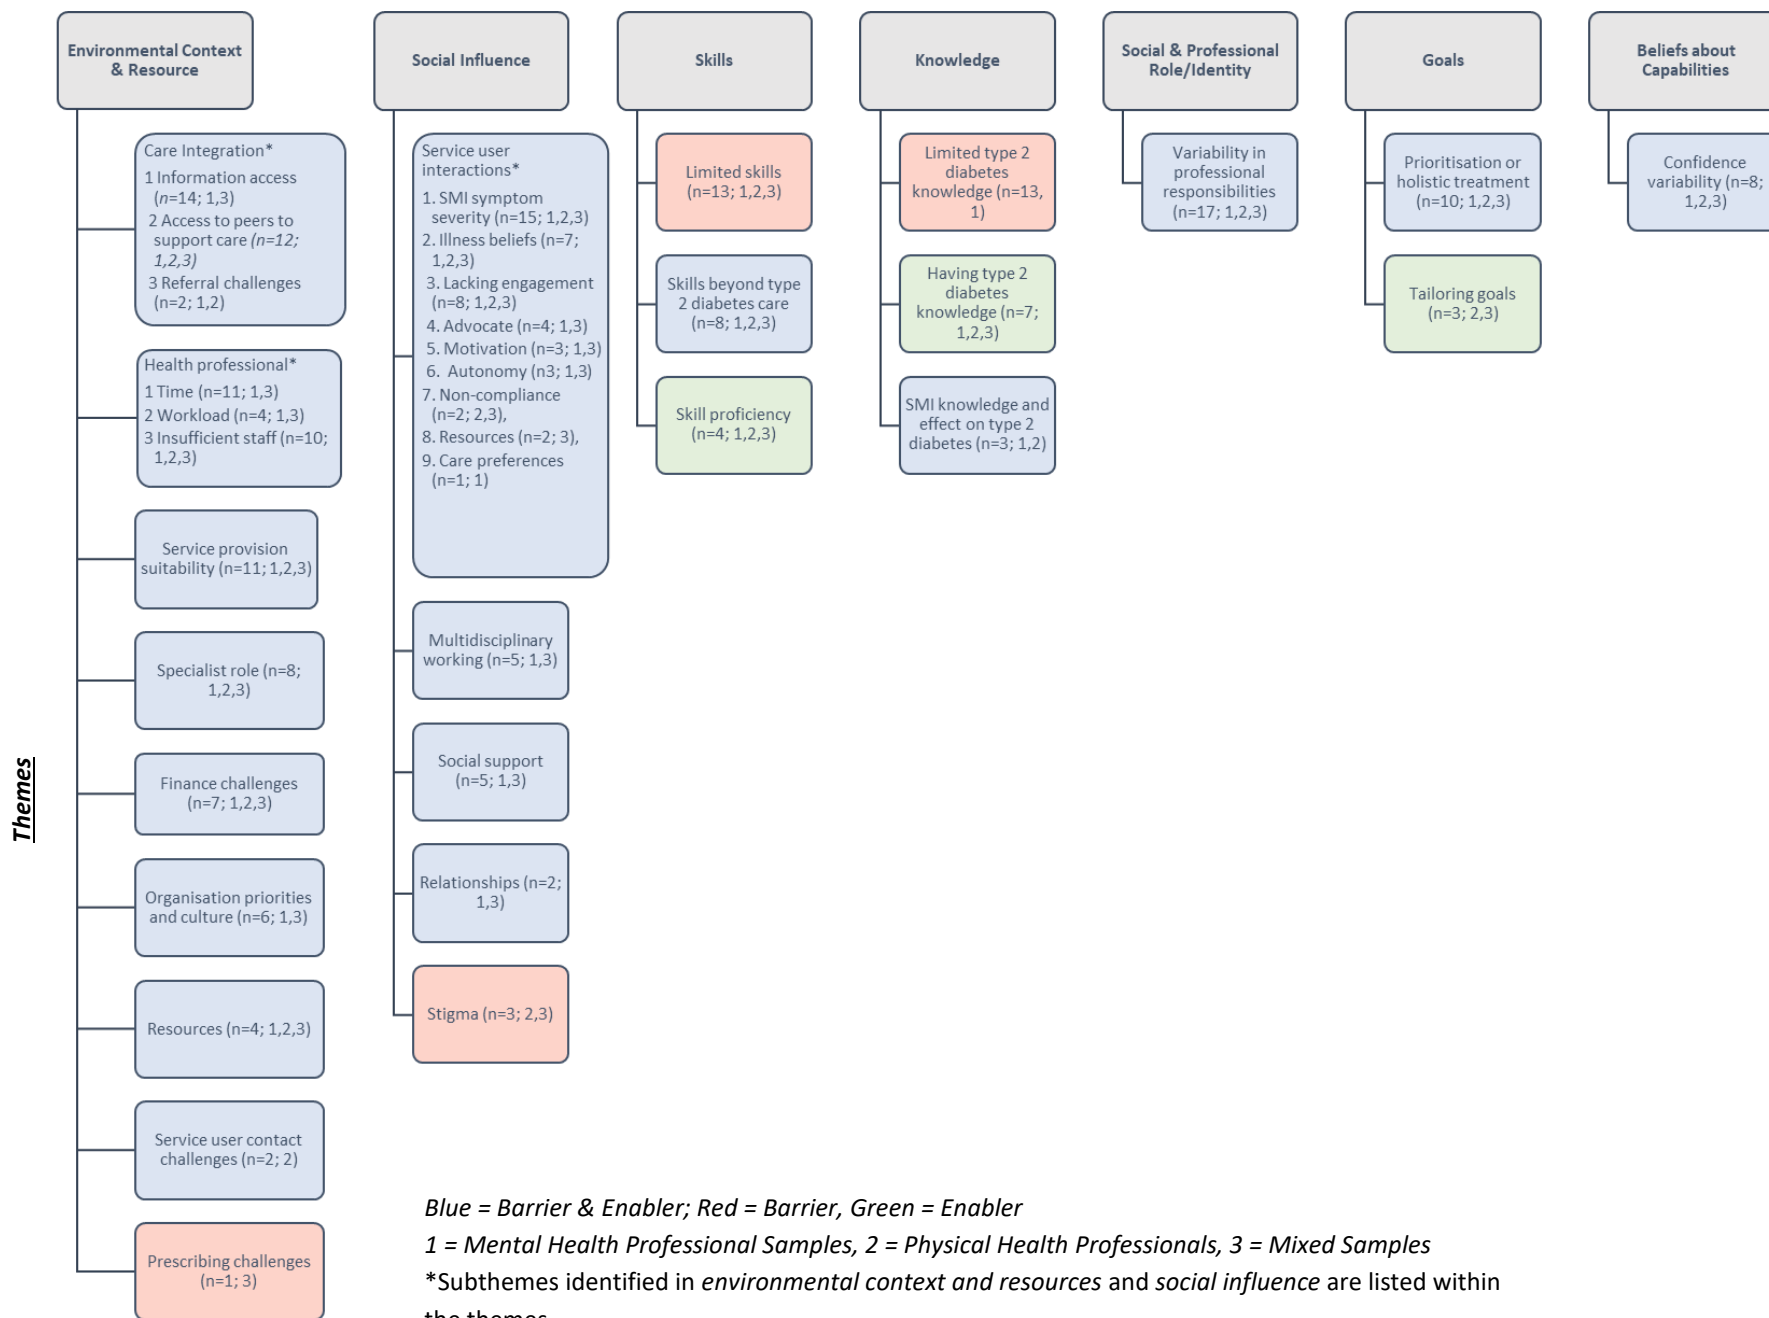 Environmental Context
& Resource
Social Influence
Skills
Knowledge
Social & Professional
Role/Identity
Goals
Beliefs about
Capabilities
Care Integration*
1 Information access
(n=14; 1,3)
2 Access to peers to
support care (n=12;
1,2,3)
3 Referral challenges
(n=2; 1,2)
Health professional*
1 Time (n=11; 1,3)
2 Workload (n=4; 1,3)
3 Insufficient staff (n=10;
1,2,3)
Service provision
suitability (n=11; 1,2,3)
Specialist role (n=8;
1,2,3)
Finance challenges
(n=7; 1,2,3)
Organisation priorities
and culture (n=6; 1,3)
Resources (n=4; 1,2,3)
Service user contact
challenges (n=2; 2)
Prescribing challenges
(n=1; 3)
Service user
interactions*
1. SMI symptom
severity (n=15; 1,2,3)
2. Illness beliefs (n=7;
1,2,3)
3. Lacking engagement
(n=8; 1,2,3)
4. Advocate (n=4; 1,3)
5. Motivation (n=3; 1,3)
6. Autonomy (n3; 1,3)
7. Non-compliance
(n=2; 2,3),
8. Resources (n=2; 3),
9. Care preferences
(n=1; 1)
Multidisciplinary
working (n=5; 1,3)
Social support
(n=5; 1,3)
Relationships (n=2;
1,3)
Stigma (n=3; 2,3)
Limited skills
(n=13; 1,2,3)
Skills beyond type
2 diabetes care
(n=8; 1,2,3)
Skill proficiency
(n=4; 1,2,3)
Limited type 2
diabetes
knowledge (n=13,
1)
Having type 2
diabetes
knowledge (n=7;
1,2,3)
SMI knowledge and
effect on type 2
diabetes (n=3; 1,2)
Variability in
professional
responsibilities
(n=17; 1,2,3)
Prioritisation or
holistic treatment
(n=10; 1,2,3)
Tailoring goals
(n=3; 2,3)
Confidence
variability (n=8;
1,2,3)
Themes
Blue = Barrier & Enabler; Red = Barrier, Green = Enabler
1 = Mental Health Professional Samples, 2 = Physical Health Professionals, 3 = Mixed Samples
*Subthemes identified in environmental context and resources and social influence are listed within
the themes